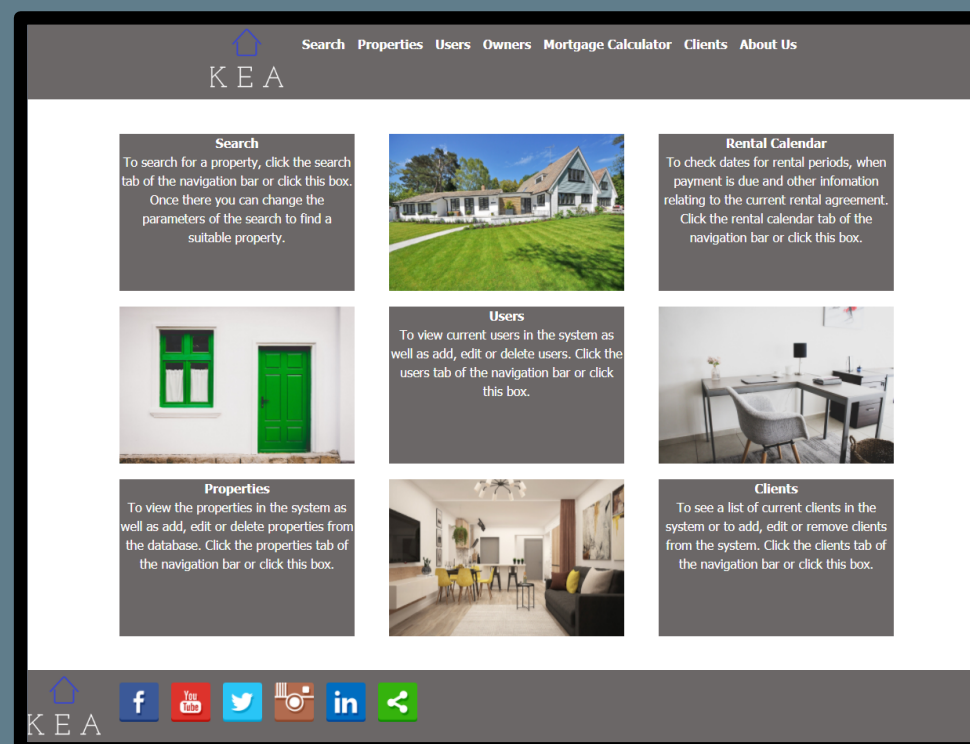 KEA
Search Properties Users Owners Mortgage Calculator Clients About Us
Search
To search for a property, click the search
tab of the navigation bar or click this box.
Once there you can change the
parameters of the search to find a
suitable property.
Rental Calendar
To check dates for rental periods, when
payment is due and other infomation
relating to the current rental agreement.
Click the rental calendar tab of the
navigation bar or click this box.
Users
To view current users in the system as
well as add, edit or delete users. Click the
users tab of the navigation bar or click
this box.
Properties
To view the properties in the system as
well as add, edit or delete properties from
the database. Click the properties tab of
the navigation bar or click this box.
Clients
To see a list of current clients in the
system or to add, edit or remove clients
from the system. Click the clients tab of
the navigation bar or click this box.
KEA
f
You
Tube
in